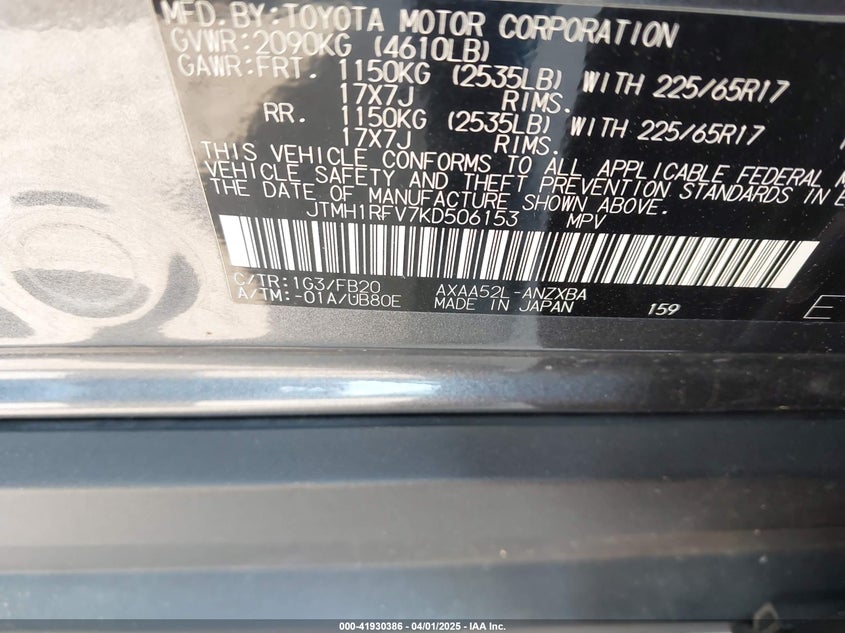 MFD. BY: TOYOTA MOTOR CORPORATION
GVWR: 2090KG (4610LB)
GAWR: FRT. 1150KG (2535LB) WITH 225/65R17
17X7J RIMS.
RR. 1150KG (2535LB) WITH 225/65R17
17X7J RIMS.
THIS VEHICLE CONFORMS TO ALL APPLICABLE FEDERAL
VEHICLE SAFETY AND THEFT PREVENTION STANDARDS IN
THE DATE OF MANUFACTURE SHOWN ABOVE.
JTMH1RFV7KD506153 MPV
C/TR: 1G3/FB20 AXAA52L-ANZXBA
A/TM: -01A/UB80E MADE IN JAPAN 159
000-41930386 - 04/01/2025 - IAA Inc.